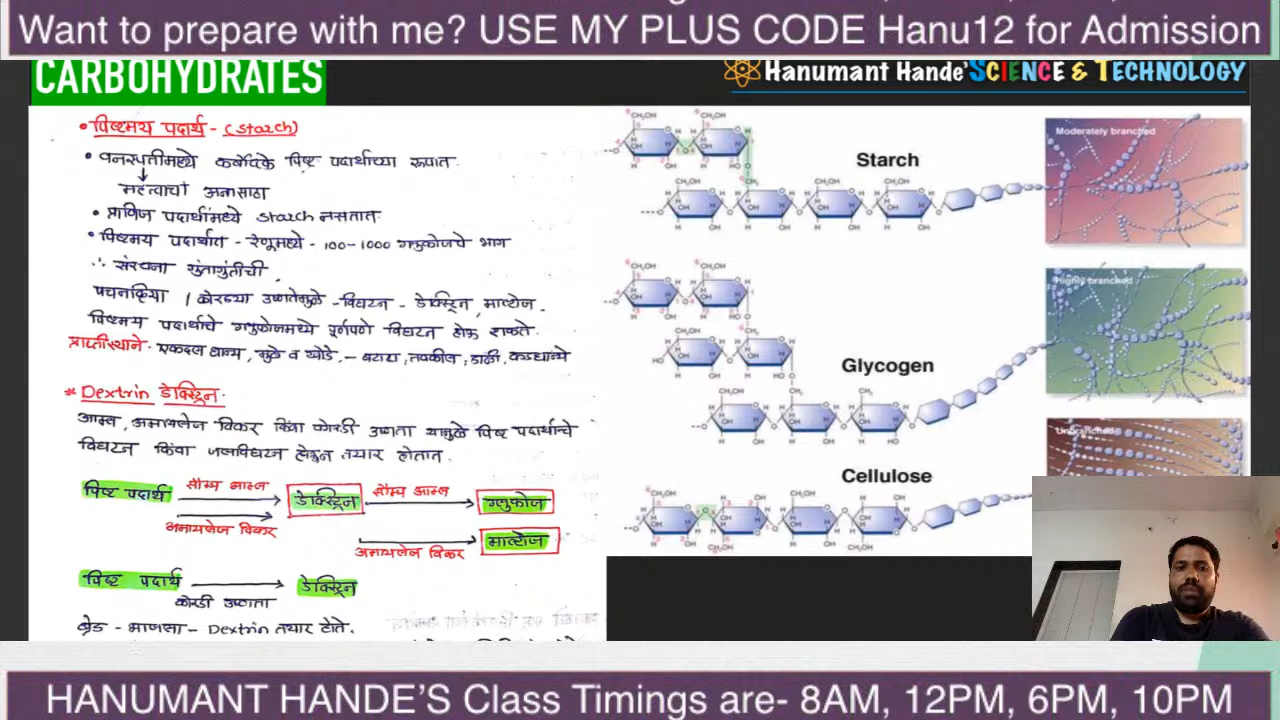 Want to prepare with me? USE MY PLUS CODE Hanu12 for Admission
CARBOHYDRATES
Hanumant Hande'SCIENCE & TECHNOLOGY
• पिष्टमय पदार्थ - (starch)
• वनस्पतीमध्ये कर्बोदके पिष्ट पदार्थाच्या रूपात.
महत्वाचा अन्नसाठा
• प्राणिज पदार्थांमध्ये starch नसतात.
• पिष्टमय पदार्थात - रेणूमध्ये - 100-1000 ग्लुकोजचे भाग
∴ संरचना गुंतागुंतीची
पचनक्रिया / कोरड्या उष्णतेमुळे - विघटन - डेक्स्ट्रिन, माल्टोज.
पिष्टमय पदार्थाचे ग्लुकोजमध्ये पूर्णपणे विघटन होऊ शकते.
प्राप्तीस्थाने - एकदल धान्य, मुळे व खोडे, - बटाटा, तवकील, डाळी, कडधान्ये
* Dextrin डेक्स्ट्रिन.
आम्ल, अमायलेज विकर किंवा कोरडी उष्णता यामुळे पिष्ट पदार्थाचे
विघटन किंवा जलविघटन होऊन तयार होतात.
पिष्ट पदार्थ सौम्य आम्ल डेक्स्ट्रिन सौम्य आम्ल ग्लुकोज
अमायलेज विकर
अमायलेज विकर माल्टोज
पिष्ट पदार्थ डेक्स्ट्रिन
कोरडी उष्णता
ब्रेड - भाजला - Dextrin तयार होते.
Starch
Moderately branched
Glycogen
Highly branched
Cellulose
Unbranched
HANUMANT HANDE'S Class Timings are- 8AM, 12PM, 6PM, 10PM